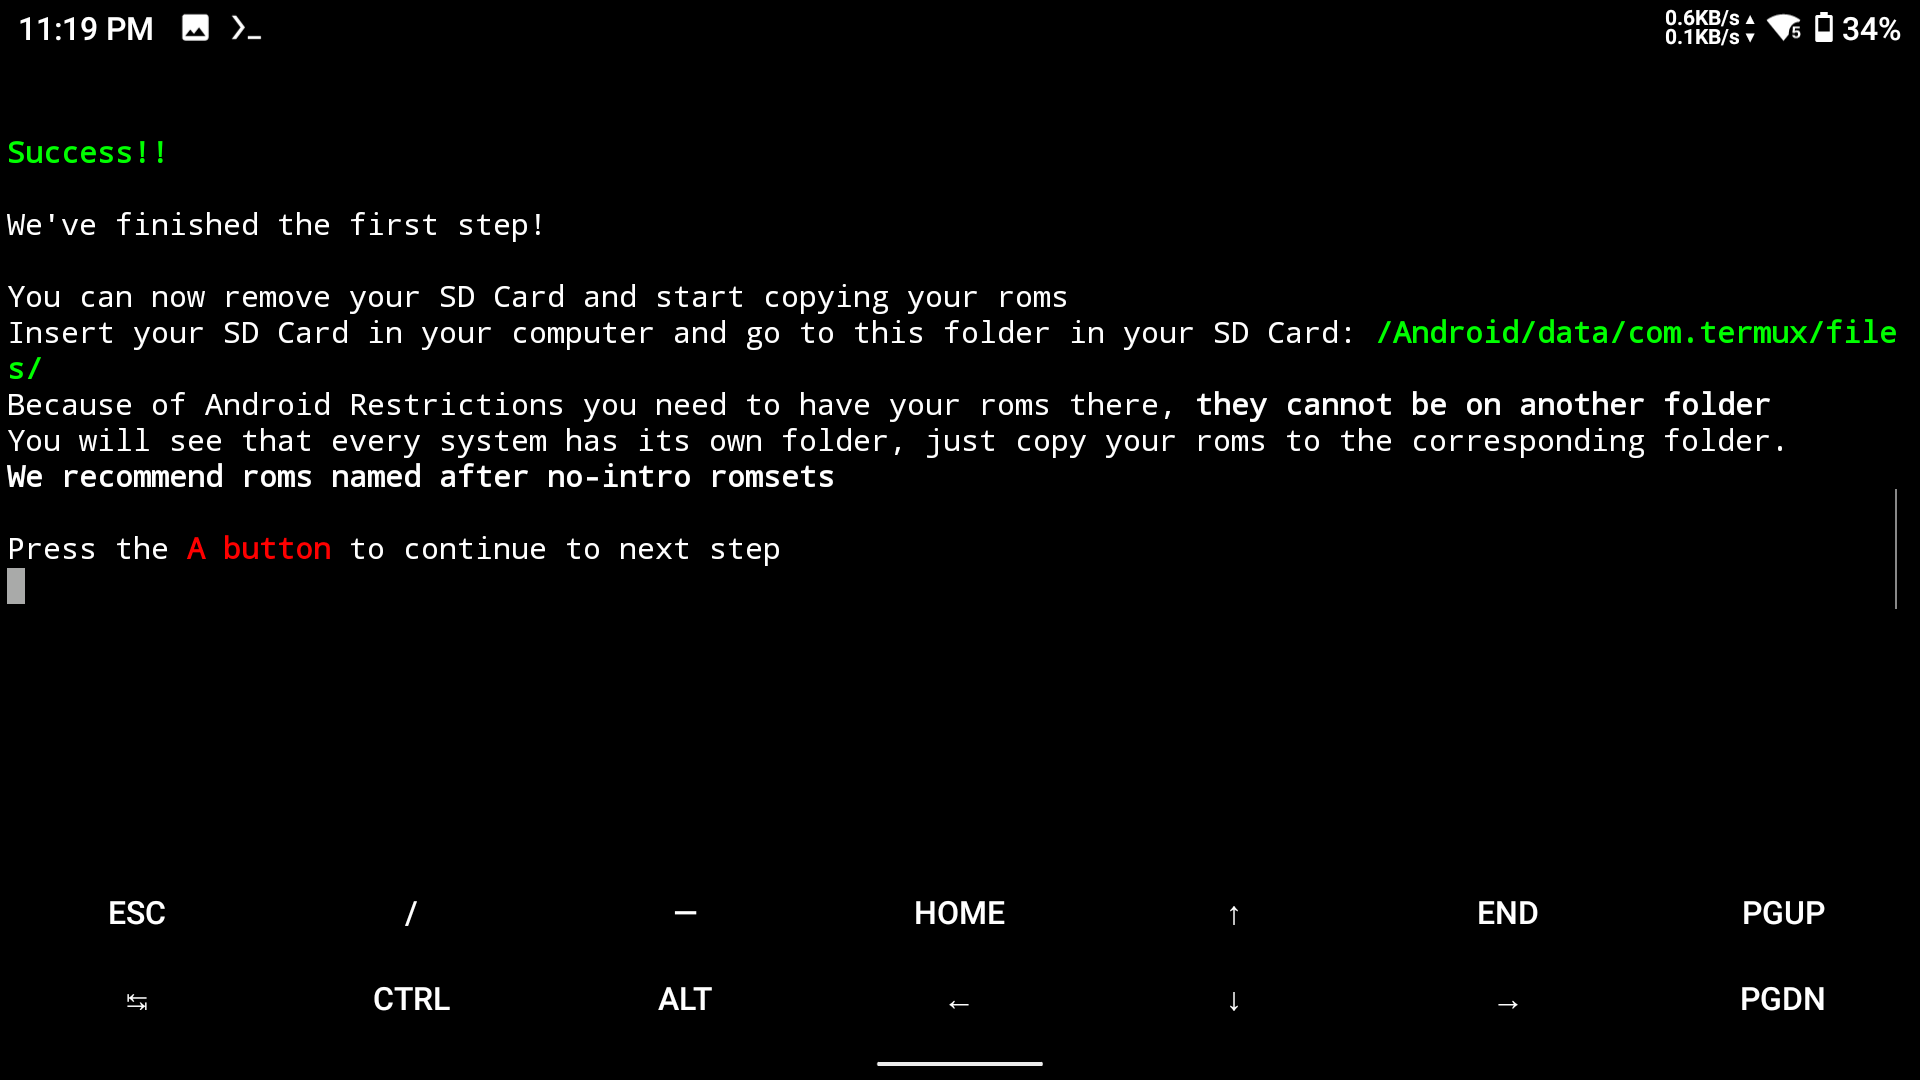 11:19 PM
0.6KB/s ▲
0.1KB/s ▼
5
34%
Success!!
We've finished the first step!
You can now remove your SD Card and start copying your roms
Insert your SD Card in your computer and go to this folder in your SD Card: /Android/data/com.termux/file
s/
Because of Android Restrictions you need to have your roms there, they cannot be on another folder
You will see that every system has its own folder, just copy your roms to the corresponding folder.
We recommend roms named after no-intro romsets
Press the A button to continue to next step
ESC / — HOME ↑ END PGUP
↹ CTRL ALT ← ↓ → PGDN